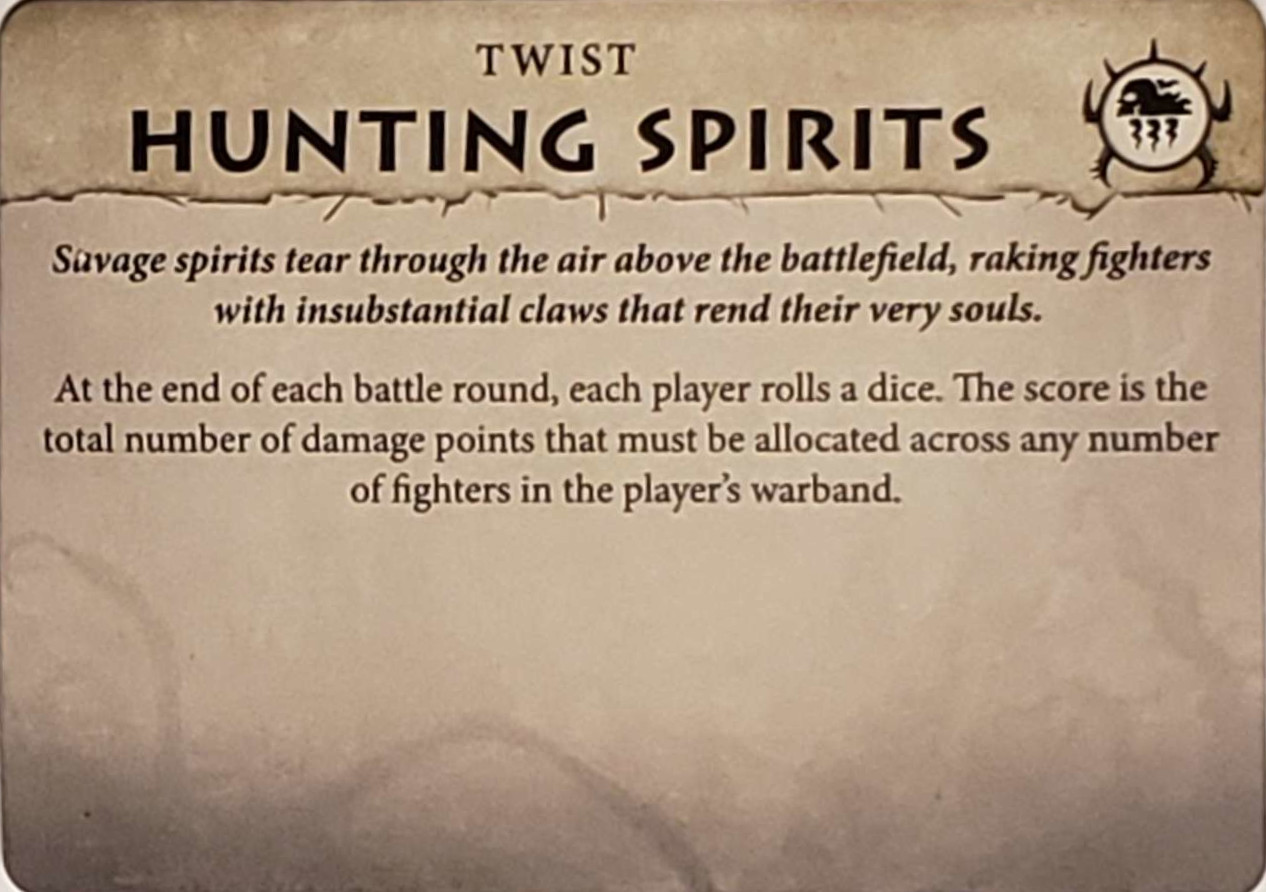 TWIST
HUNTING SPIRITS
Savage spirits tear through the air above the battlefield, raking fighters
with insubstantial claws that rend their very souls.
At the end of each battle round, each player rolls a dice. The score is the
total number of damage points that must be allocated across any number
of fighters in the player's warband.